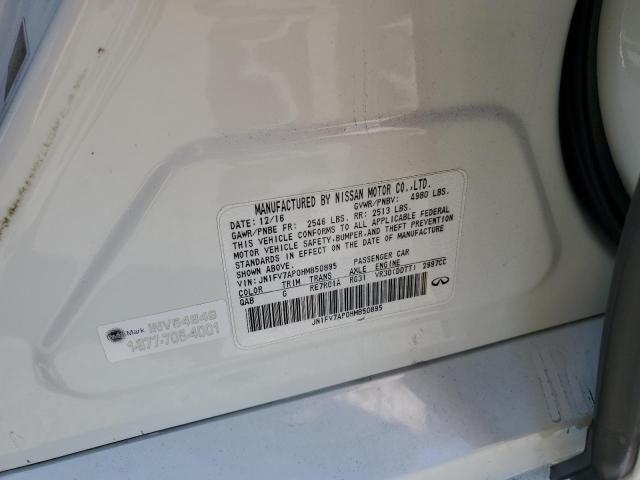 MANUFACTURED BY NISSAN MOTOR CO.,LTD.
DATE: 12/16 GVWR/PNBV: 4980 LBS.
GAWR/PNBE FR: 2546 LBS. RR: 2513 LBS.
THIS VEHICLE CONFORMS TO ALL APPLICABLE FEDERAL
MOTOR VEHICLE SAFETY, BUMPER, AND THEFT PREVENTION
STANDARDS IN EFFECT ON THE DATE OF MANUFACTURE
SHOWN ABOVE.
VIN: JN1FV7AP0HM850895 PASSENGER CAR
COLOR TRIM TRANS AXLE ENGINE
QAB G RE7R01A RG31 VR30(DDTT) 2997CC
JN1FV7AP0HM850895
Mark INV54949
1-877-705-4001